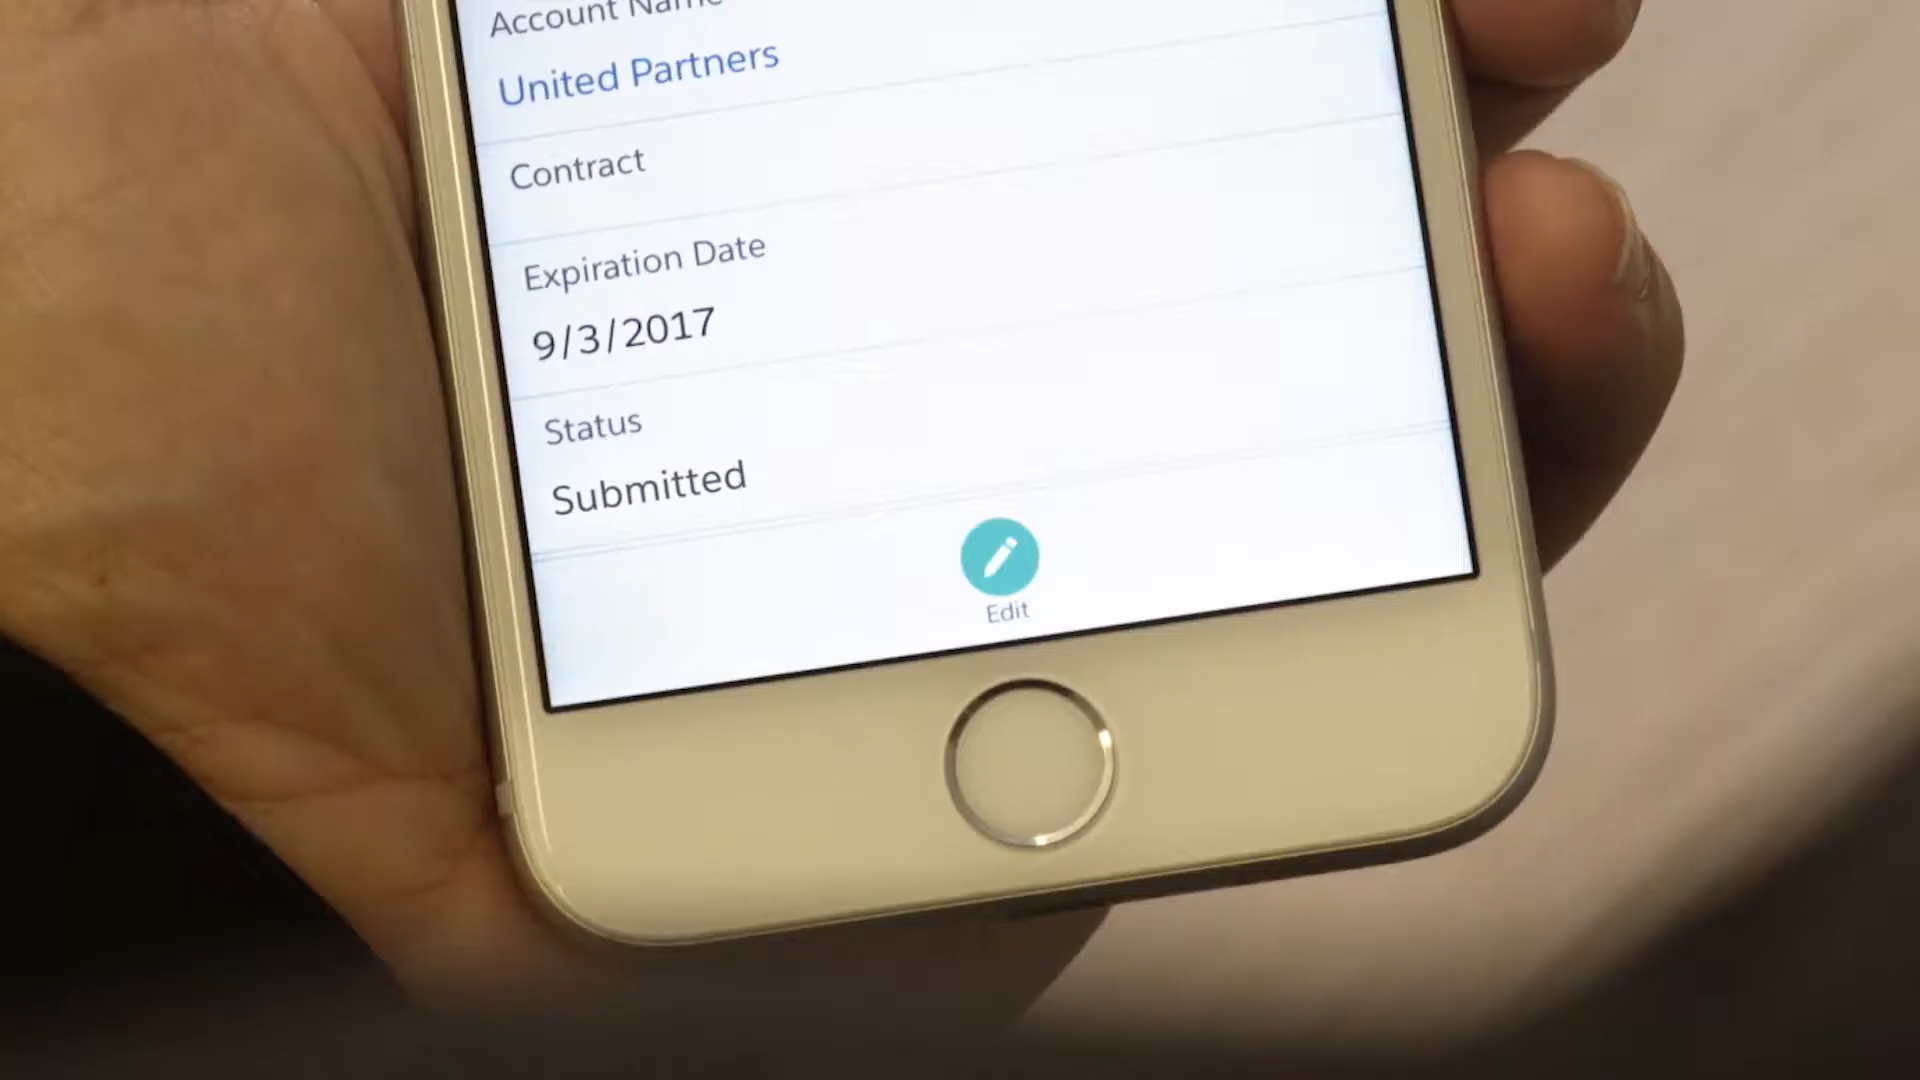 Account Name
United Partners
Contract
Expiration Date
9/3/2017
Status
Submitted
Edit